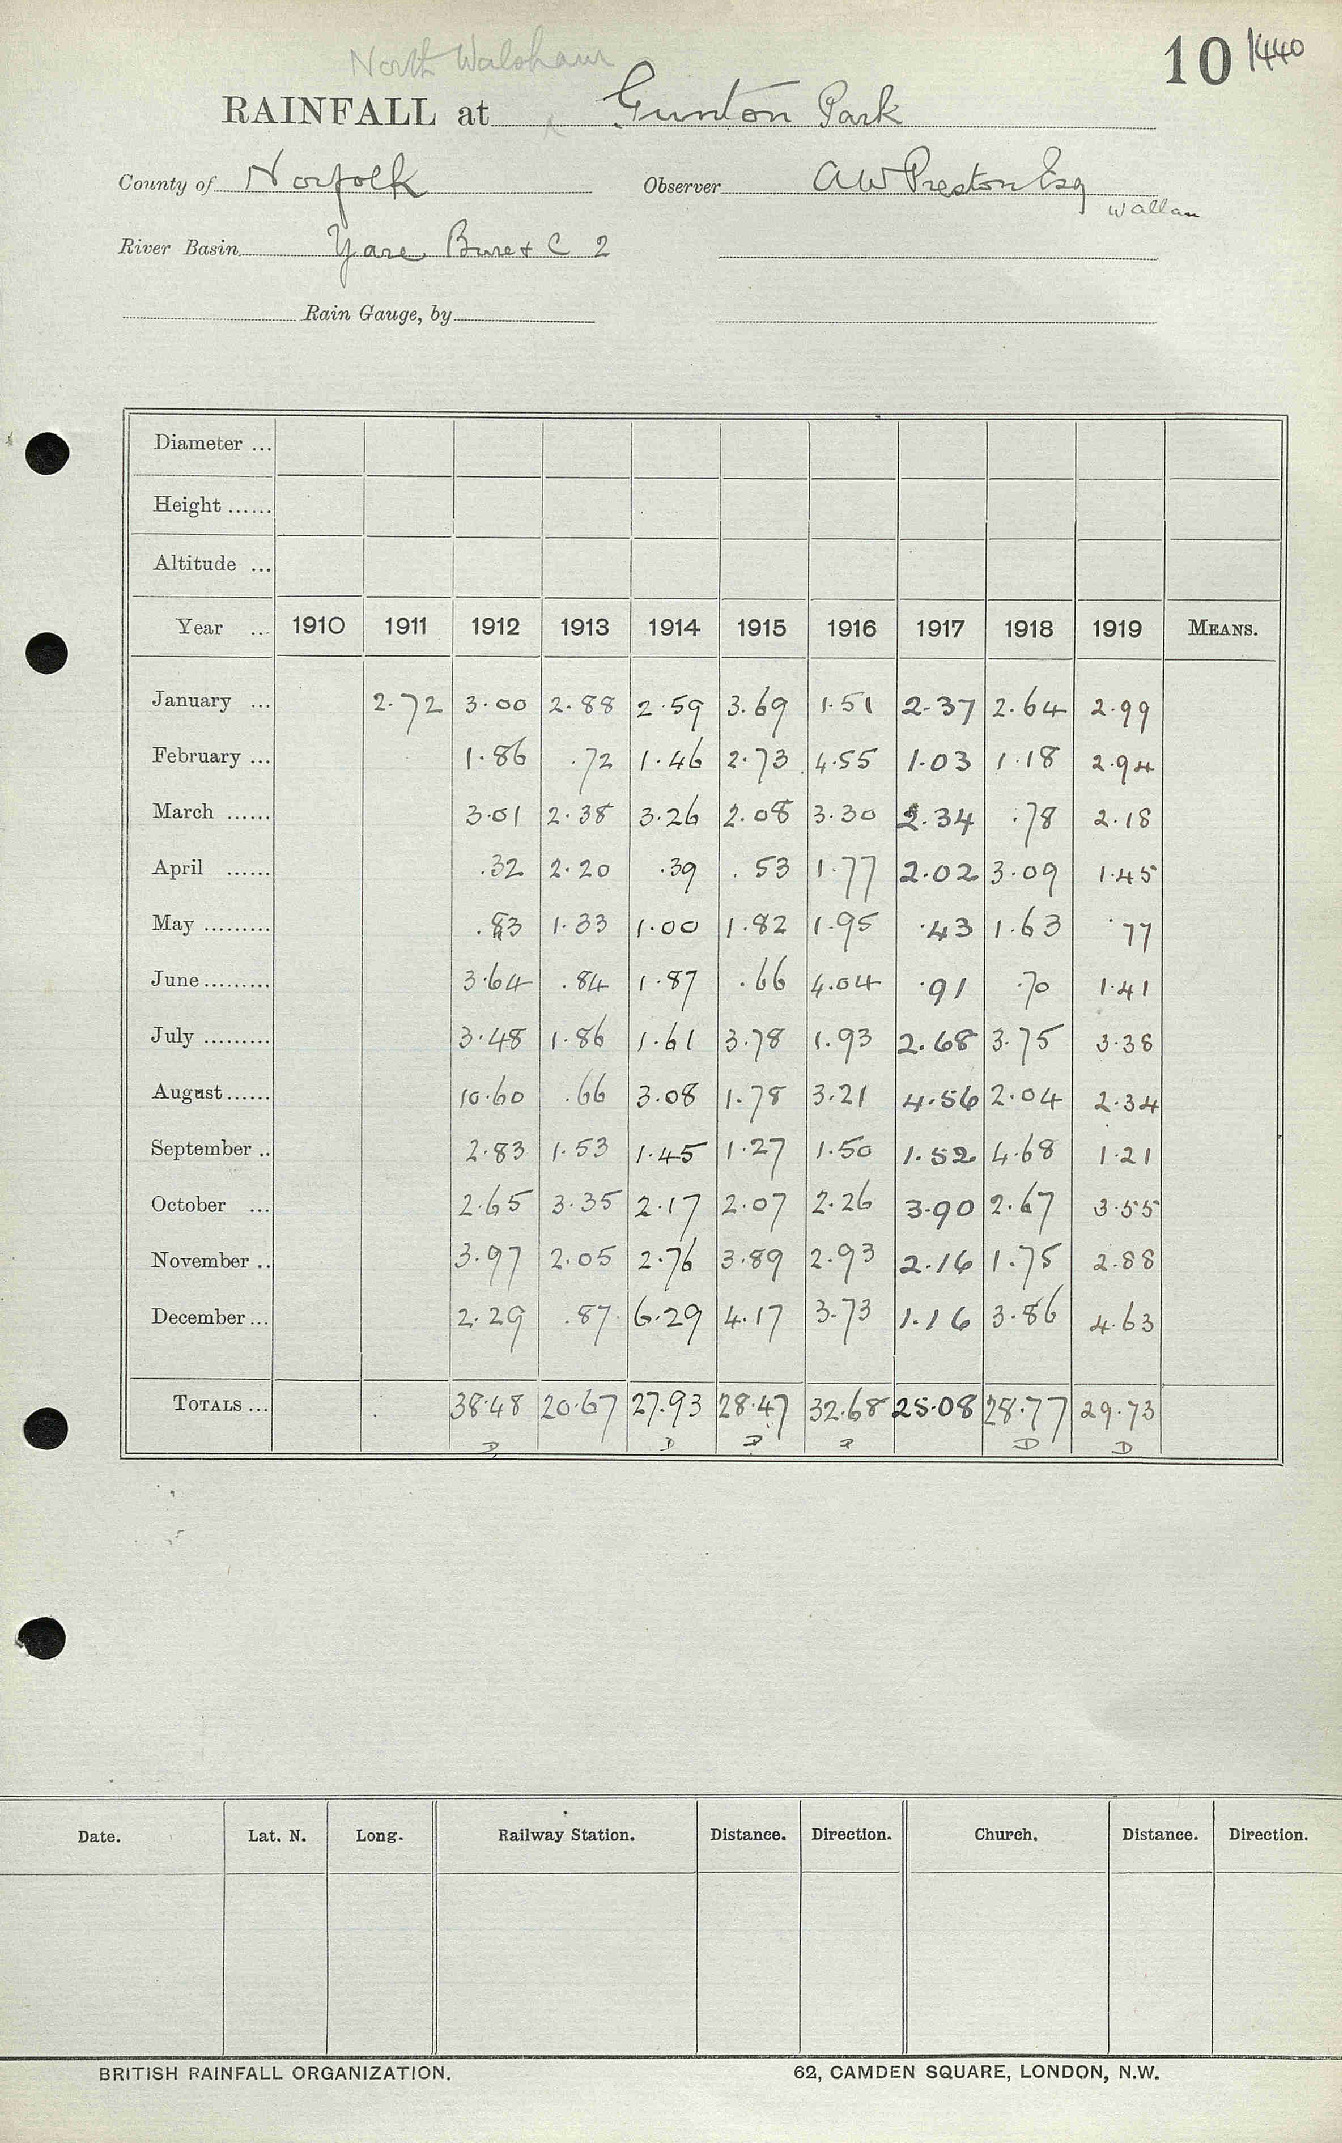 North Walsham
10 1440
RAINFALL at Gunton Park
County of Norfolk Observer A W Preston Esq
River Basin Yare Bure & C 2
Rain Gauge, by
Diameter ...
Height ......
Altitude ...
Year ... 1910 1911 1912 1913 1914 1915 1916 1917 1918 1919 MEANS.
January ... 2.72 3.00 2.88 2.59 3.69 1.51 2.37 2.64 2.99
February ... 1.86 .72 1.46 2.73 4.55 1.03 1.18 2.94
March ...... 3.01 2.38 3.26 2.08 3.30 2.34 .78 2.18
April ...... .32 2.20 .39 .53 1.77 2.02 3.09 1.45
May ......... .83 1.33 1.00 1.82 1.95 .43 1.63 .77
June ......... 3.64 .84 1.87 .66 4.04 .91 .70 1.41
July ......... 3.48 1.86 1.61 3.78 1.93 2.68 3.75 3.38
August ...... 10.60 .66 3.08 1.78 3.21 4.56 2.04 2.34
September .. 2.83 1.53 1.45 1.27 1.50 1.52 4.68 1.21
October ... 2.65 3.35 2.17 2.07 2.26 3.90 2.67 3.55
November .. 3.97 2.05 2.76 3.89 2.93 2.16 1.75 2.88
December ... 2.29 .87 6.29 4.17 3.73 1.16 3.86 4.63
TOTALS ... 38.48 20.67 27.93 28.47 32.68 25.08 28.77 29.73
D D D D D D
Date. Lat. N. Long. Railway Station. Distance. Direction. Church. Distance. Direction.
BRITISH RAINFALL ORGANIZATION. 62, CAMDEN SQUARE, LONDON, N.W.